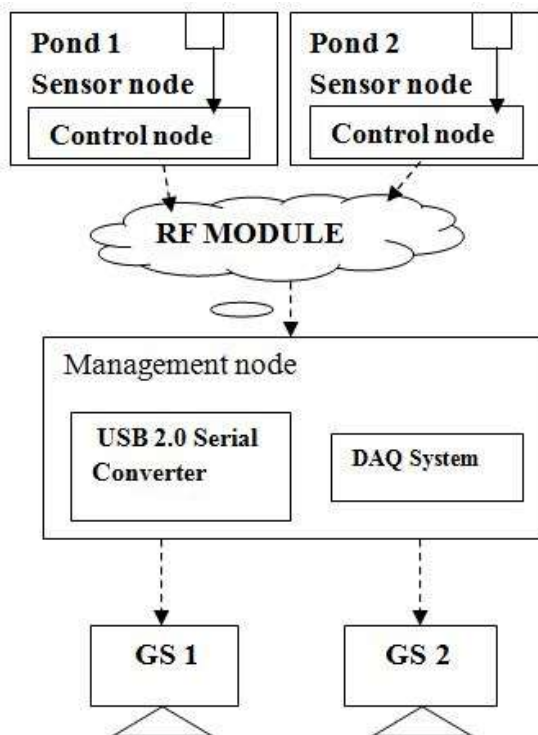 Pond 1
Sensor node
Control node
Pond 2
Sensor node
Control node
RF MODULE
Management node
USB 2.0 Serial
Converter
DAQ System
GS 1
GS 2